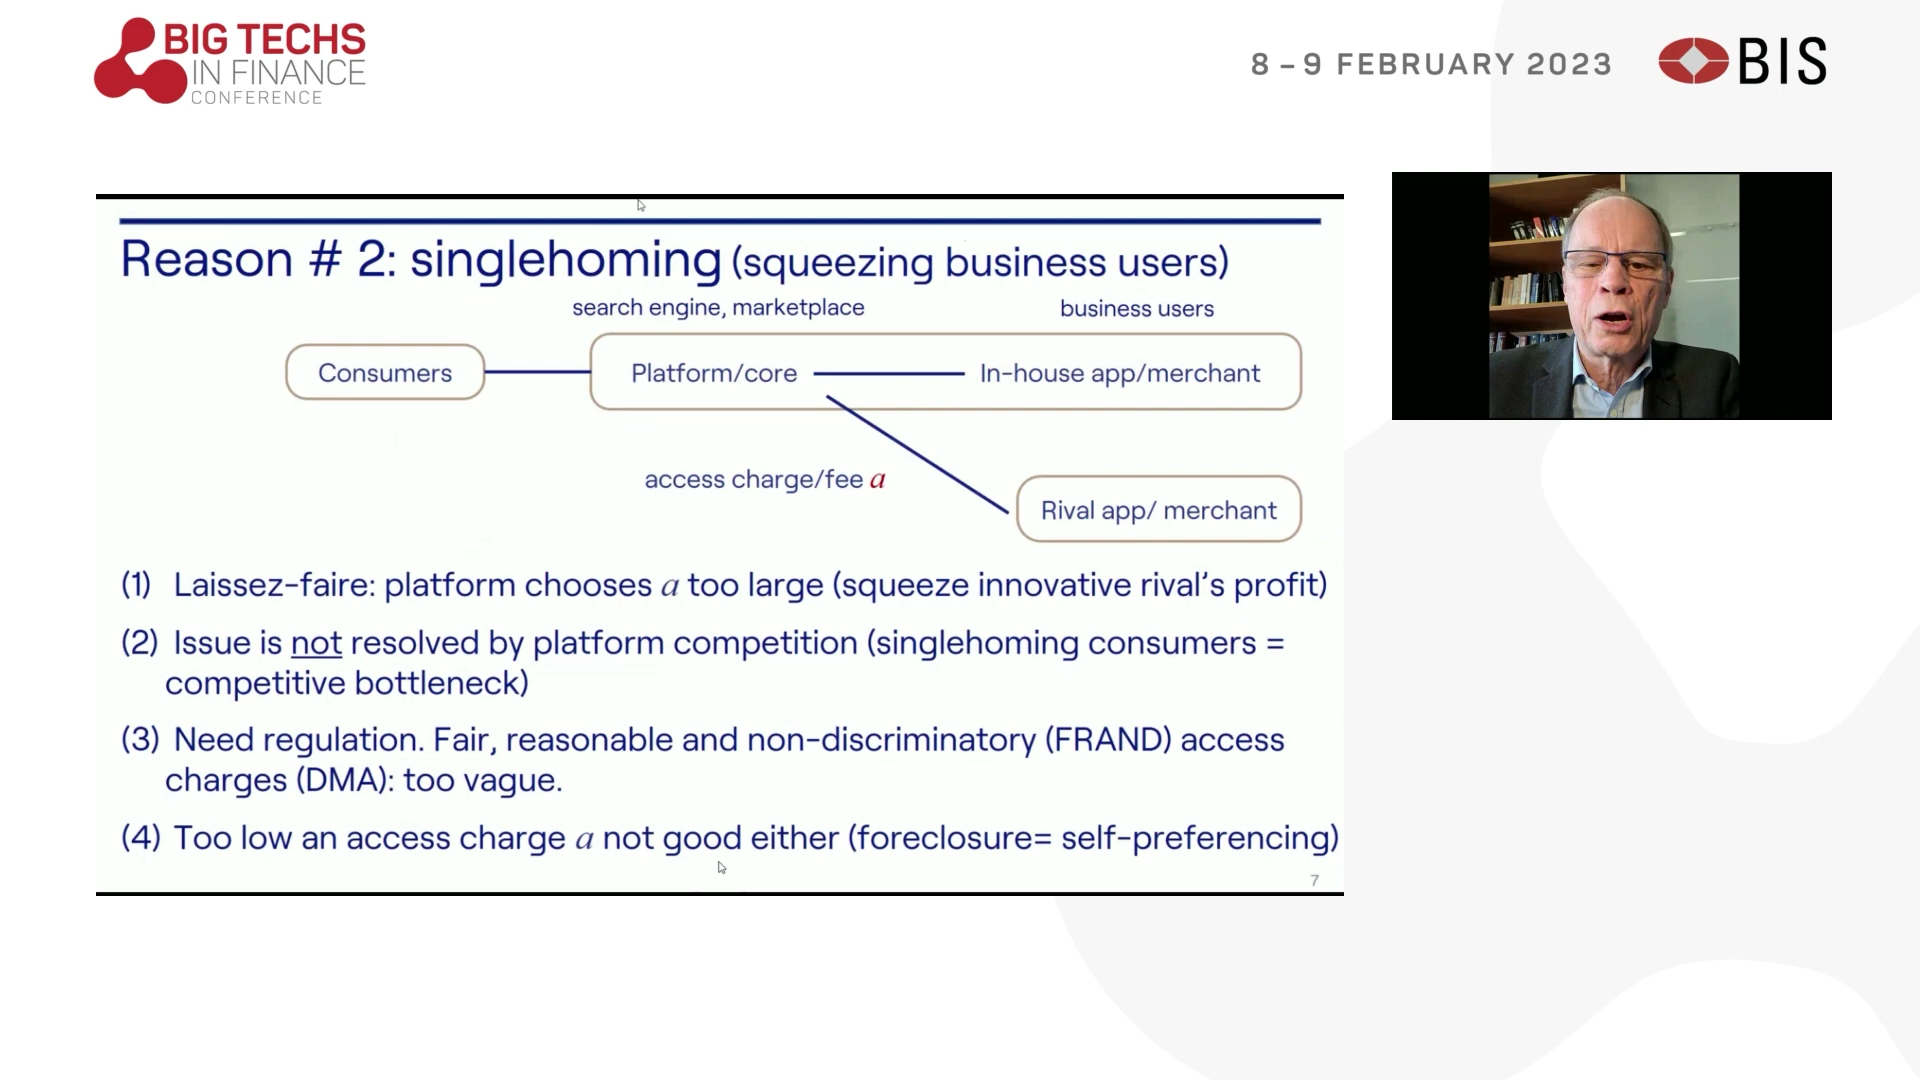 BIG TECHS
IN FINANCE
CONFERENCE
8 – 9 FEBRUARY 2023
BIS
Reason # 2: singlehoming (squeezing business users)
search engine, marketplace
business users
Consumers
Platform/core
In-house app/merchant
access charge/fee a
Rival app/ merchant
(1) Laissez-faire: platform chooses a too large (squeeze innovative rival's profit)
(2) Issue is not resolved by platform competition (singlehoming consumers =
competitive bottleneck)
(3) Need regulation. Fair, reasonable and non-discriminatory (FRAND) access
charges (DMA): too vague.
(4) Too low an access charge a not good either (foreclosure= self-preferencing)
7